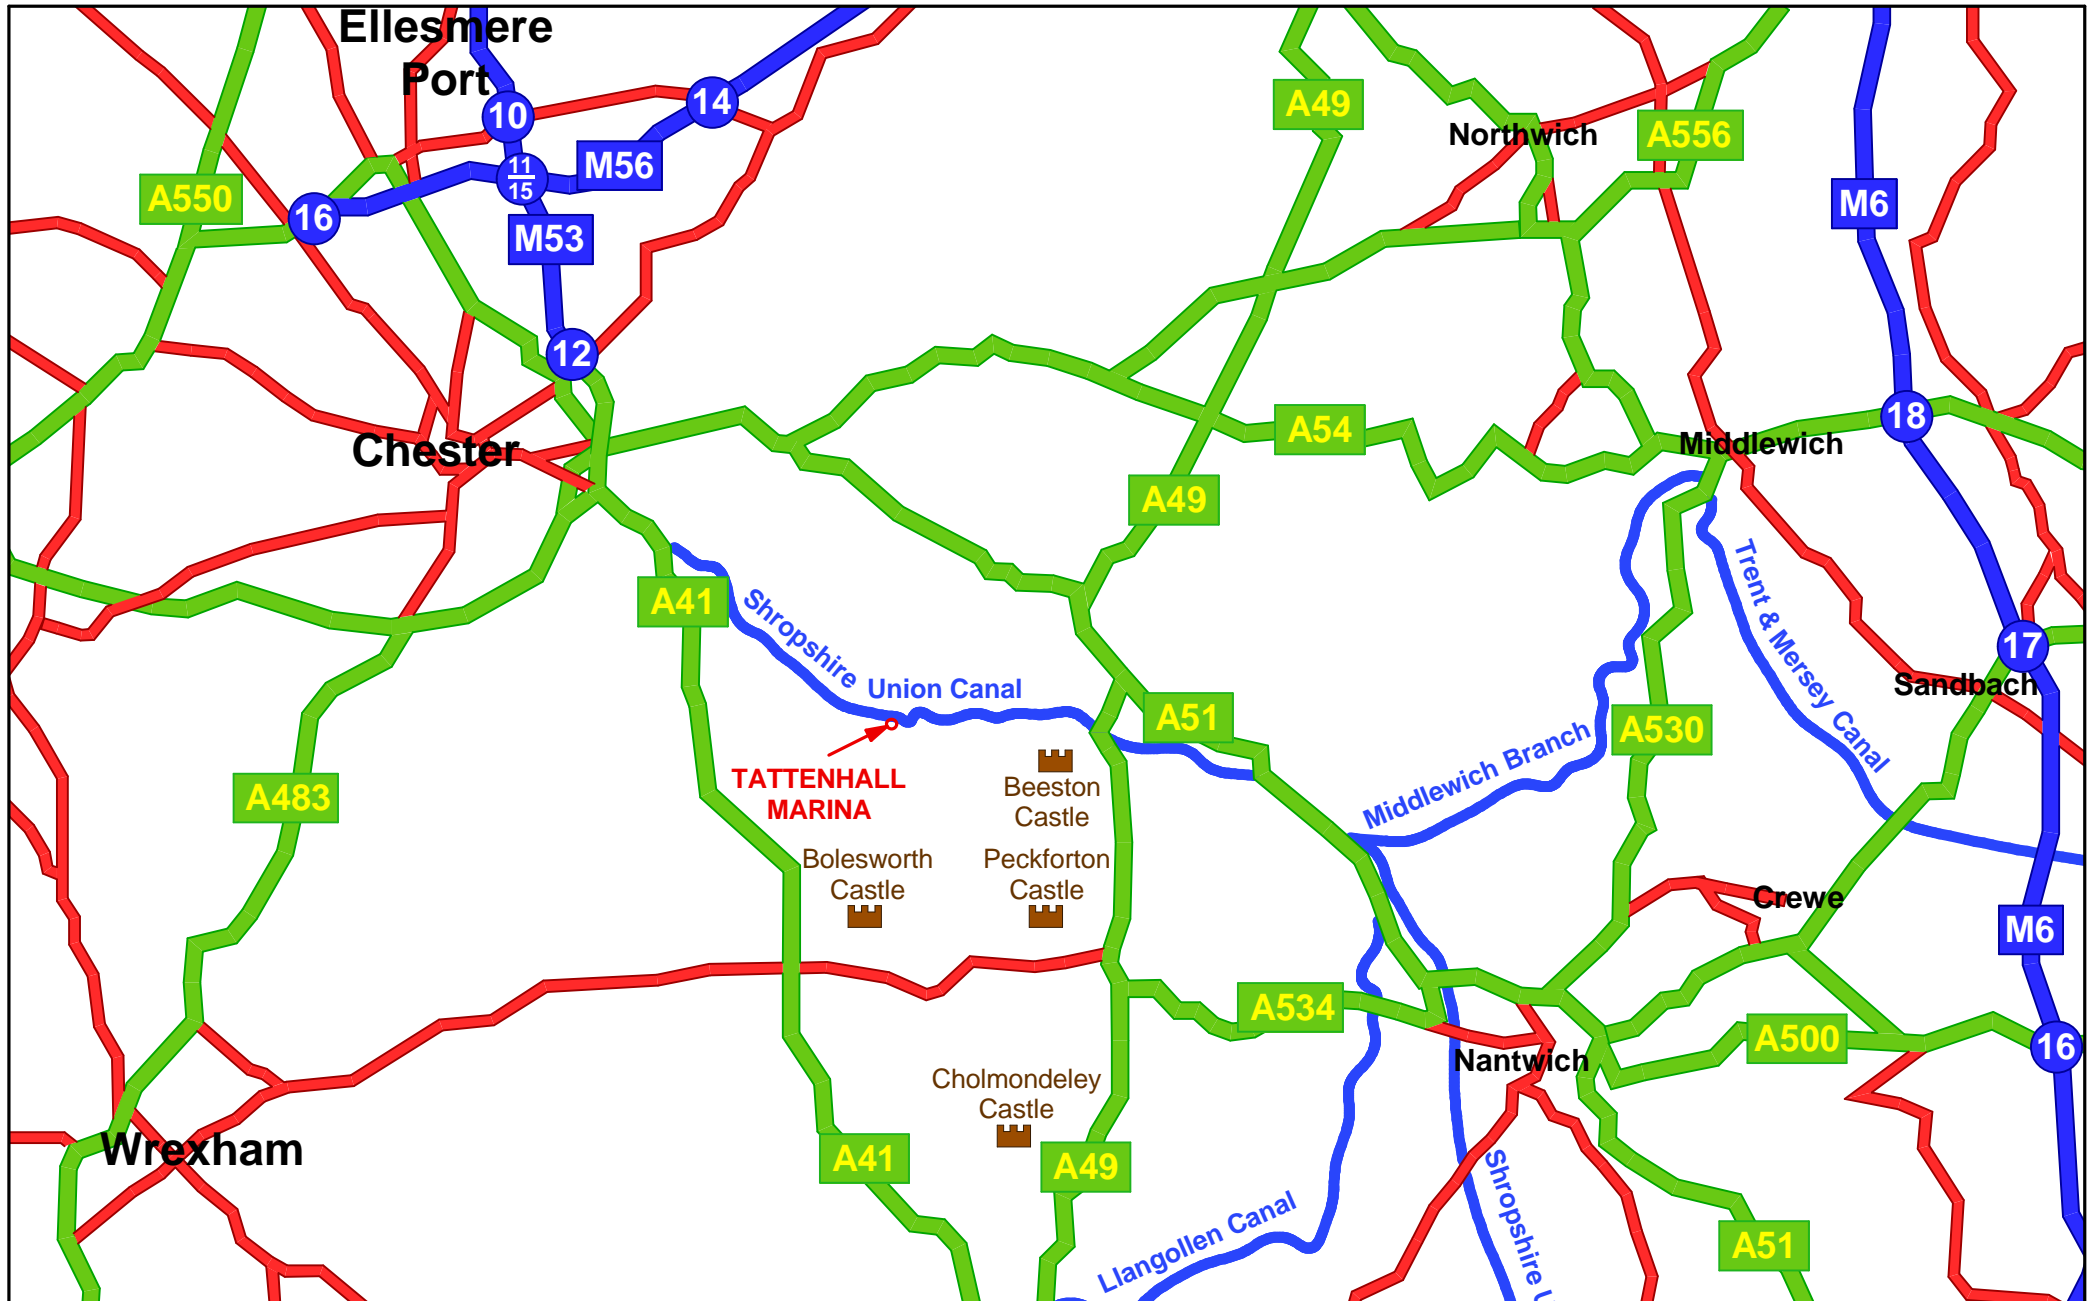 Ellesmere
Port
10
14
A49
Northwich
A556
11
15
M56
A550
M6
16
M53
12
18
A54
Middlewich
Chester
A49
A41
Shropshire
Trent & Mersey Canal
17
Union Canal
Sandbach
A51
A530
TATTENHALL
MARINA
Beeston
Castle
Middlewich Branch
A483
Bolesworth
Castle
Peckforton
Castle
Crewe
M6
A534
A500
16
Nantwich
Cholmondeley
Castle
Wrexham
A41
A49
Shropshire U
Llangollen Canal
A51